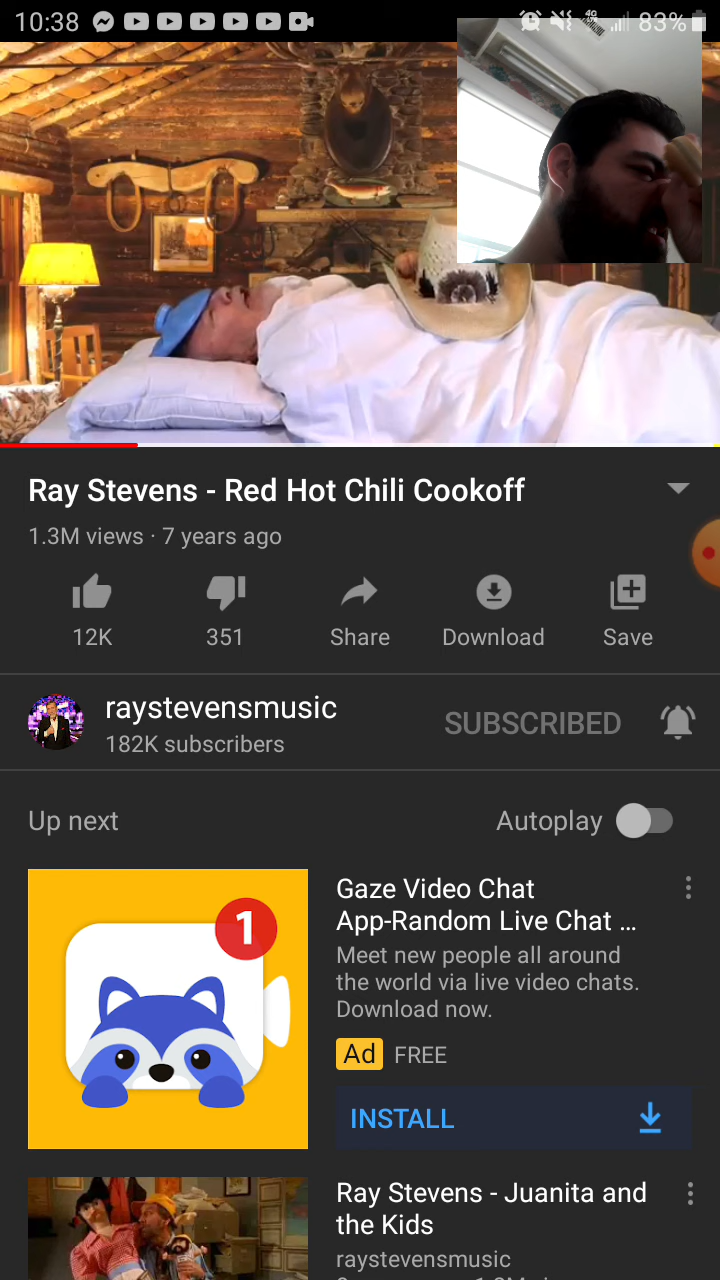 10:38
4G
83%
Ray Stevens - Red Hot Chili Cookoff
1.3M views · 7 years ago
12K
351
Share
Download
Save
raystevensmusic
182K subscribers
SUBSCRIBED
Up next
Autoplay
1
Gaze Video Chat
App-Random Live Chat ...
Meet new people all around
the world via live video chats.
Download now.
Ad FREE
INSTALL
Ray Stevens - Juanita and
the Kids
raystevensmusic